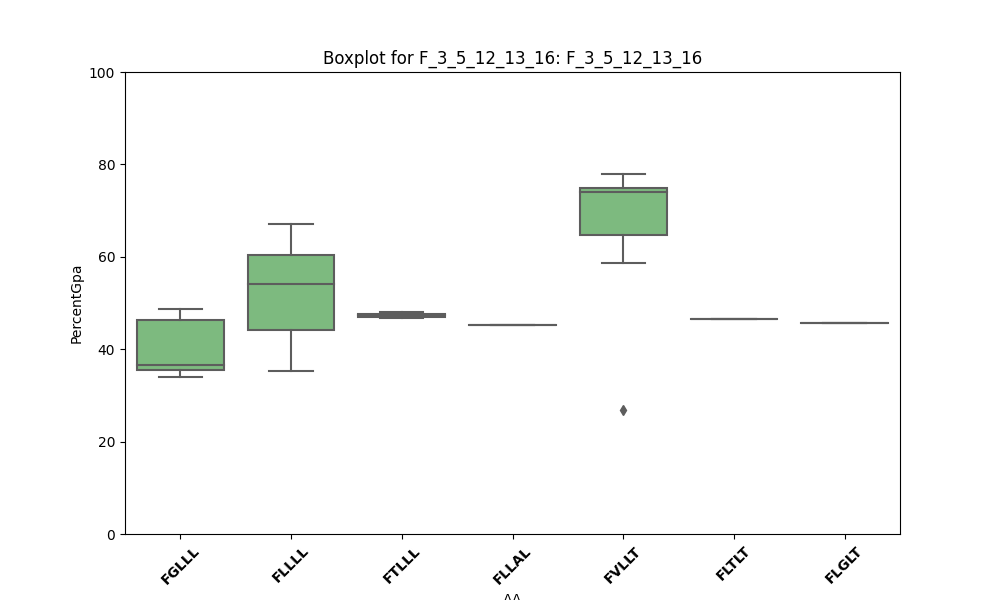 Boxplot for F_3_5_12_13_16: F_3_5_12_13_16
PercentGpa
100
80
60
40
20
0
FGLLL
FLLLL
FTLLL
FLLAL
FVLLT
FLTLT
FLGLT